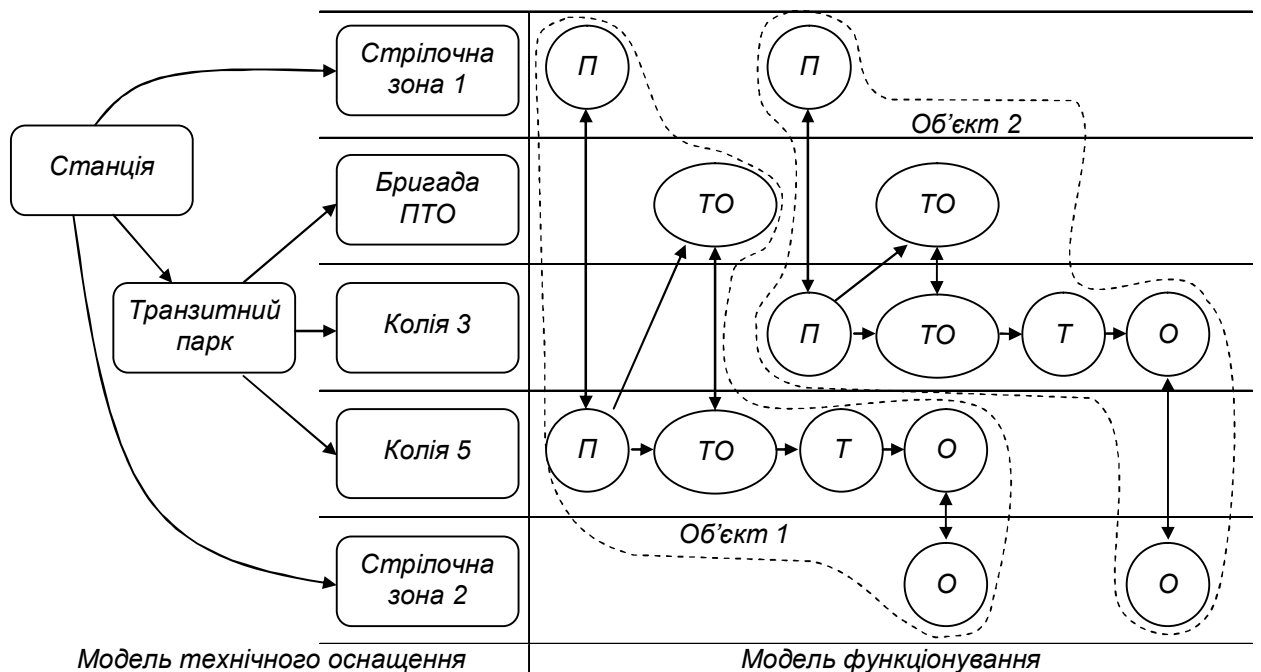 Стрілочна
зона 1
П
П
Об’єкт 2
Станція
Бригада
ПТО
ТО
ТО
Транзитний
парк
Колія 3
П
ТО
Т
О
Колія 5
П
ТО
Т
О
Об’єкт 1
Стрілочна
зона 2
О
О
Модель технічного оснащення
Модель функціонування